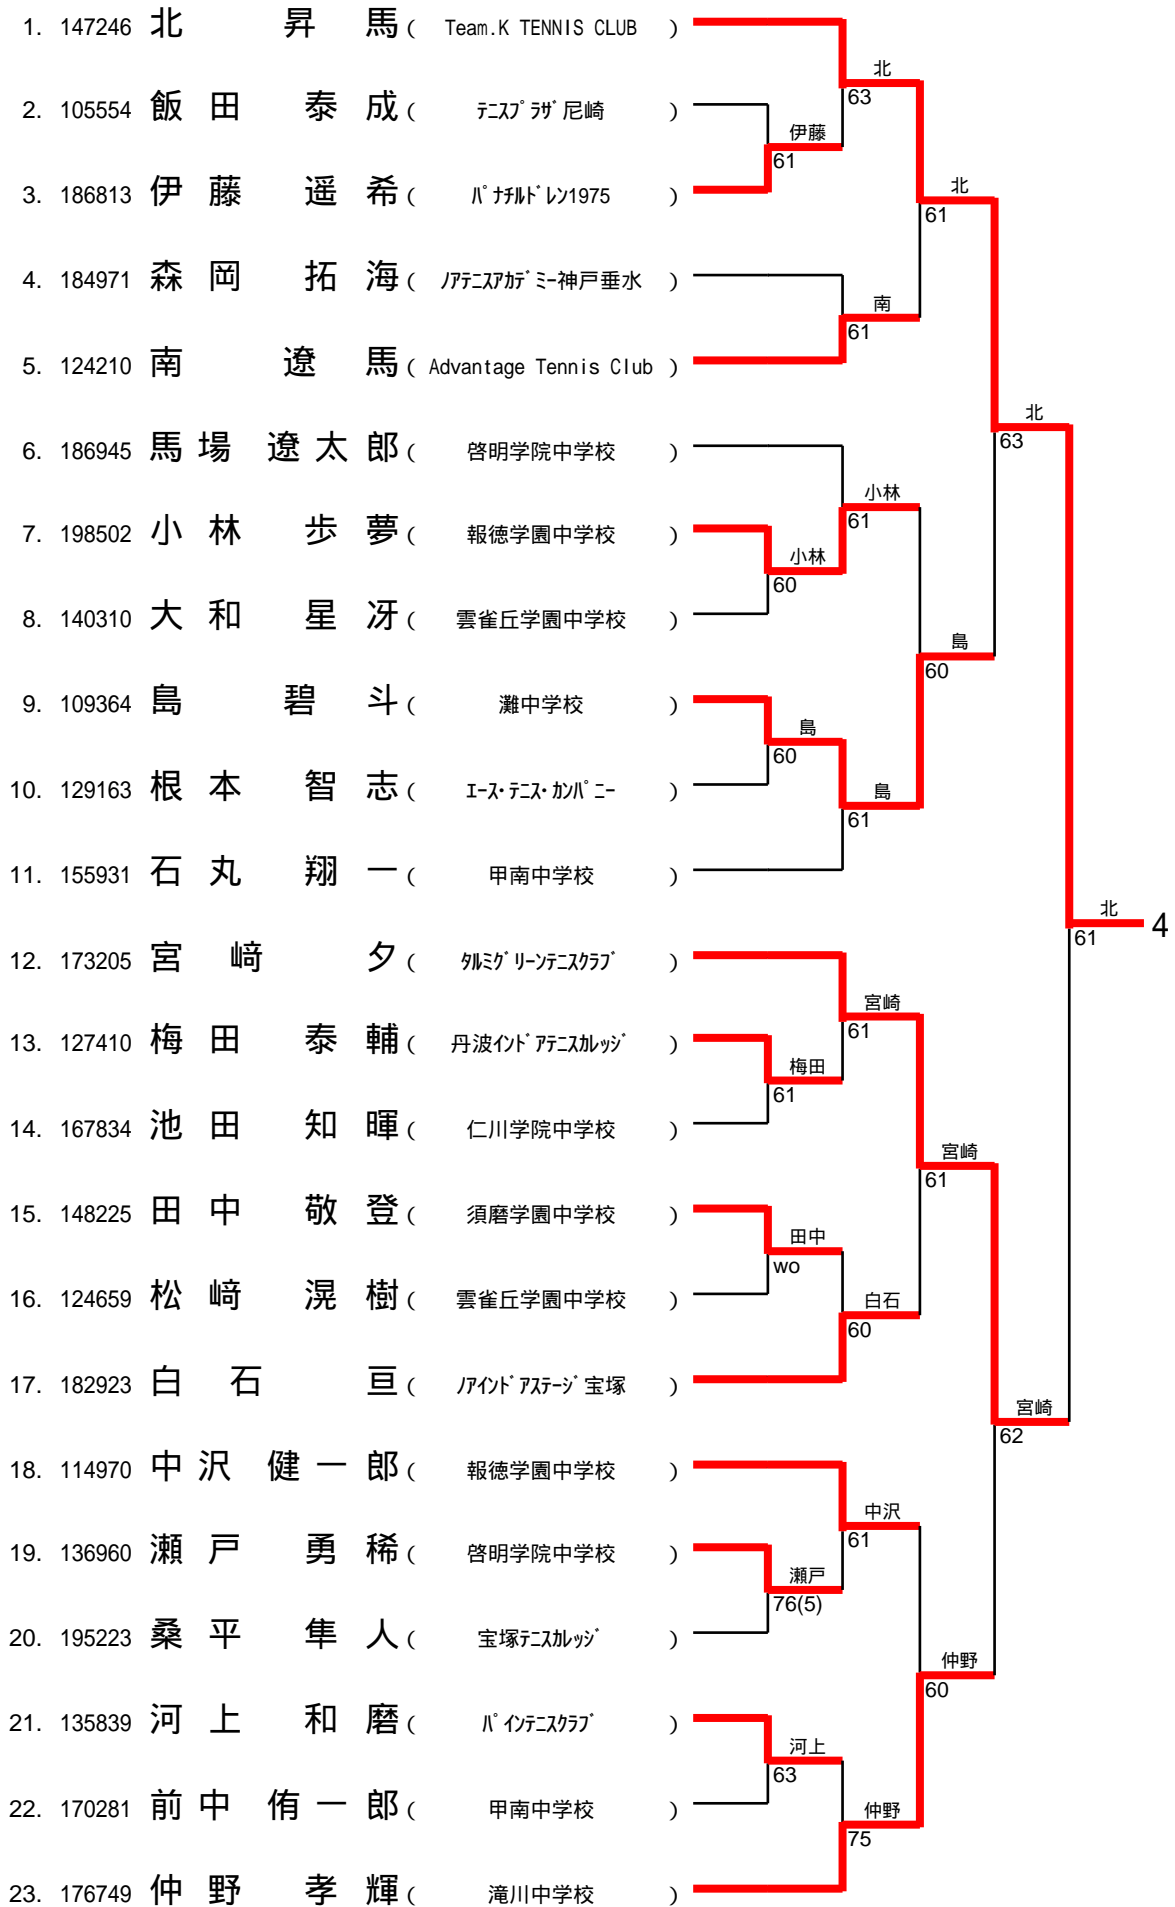 1. 147246 北 昇 馬 ( Team.K TENNIS CLUB )
北
63
2. 105554 飯 田 泰 成 ( テニスプラザ尼崎 )
伊藤
61
3. 186813 伊 藤 遥 希 ( パナチルドレン1975 )
北
61
4. 184971 森 岡 拓 海 ( ノアテニスアカデミー神戸垂水 )
南
61
5. 124210 南 遼 馬 ( Advantage Tennis Club )
北
63
6. 186945 馬 場 遼 太 郎 ( 啓明学院中学校 )
小林
61
7. 198502 小 林 歩 夢 ( 報徳学園中学校 )
小林
60
8. 140310 大 和 星 冴 ( 雲雀丘学園中学校 )
島
60
9. 109364 島 碧 斗 ( 灘中学校 )
島
60
10. 129163 根 本 智 志 ( エース・テニス・カンパニー )
島
61
11. 155931 石 丸 翔 一 ( 甲南中学校 )
北
61
4
12. 173205 宮 﨑 夕 ( タルミグリーンテニスクラブ )
宮崎
61
13. 127410 梅 田 泰 輔 ( 丹波インドアテニスカレッジ )
梅田
61
14. 167834 池 田 知 暉 ( 仁川学院中学校 )
宮崎
61
15. 148225 田 中 敬 登 ( 須磨学園中学校 )
田中
wo
16. 124659 松 﨑 滉 樹 ( 雲雀丘学園中学校 )
白石
60
17. 182923 白 石 亘 ( ノアインドアステージ宝塚 )
宮崎
62
18. 114970 中 沢 健 一 郎 ( 報徳学園中学校 )
中沢
61
19. 136960 瀬 戸 勇 稀 ( 啓明学院中学校 )
瀬戸
76(5)
20. 195223 桑 平 隼 人 ( 宝塚テニスカレッジ )
仲野
60
21. 135839 河 上 和 磨 ( パインテニスクラブ )
河上
63
22. 170281 前 中 侑 一 郎 ( 甲南中学校 )
仲野
75
23. 176749 仲 野 孝 輝 ( 滝川中学校 )